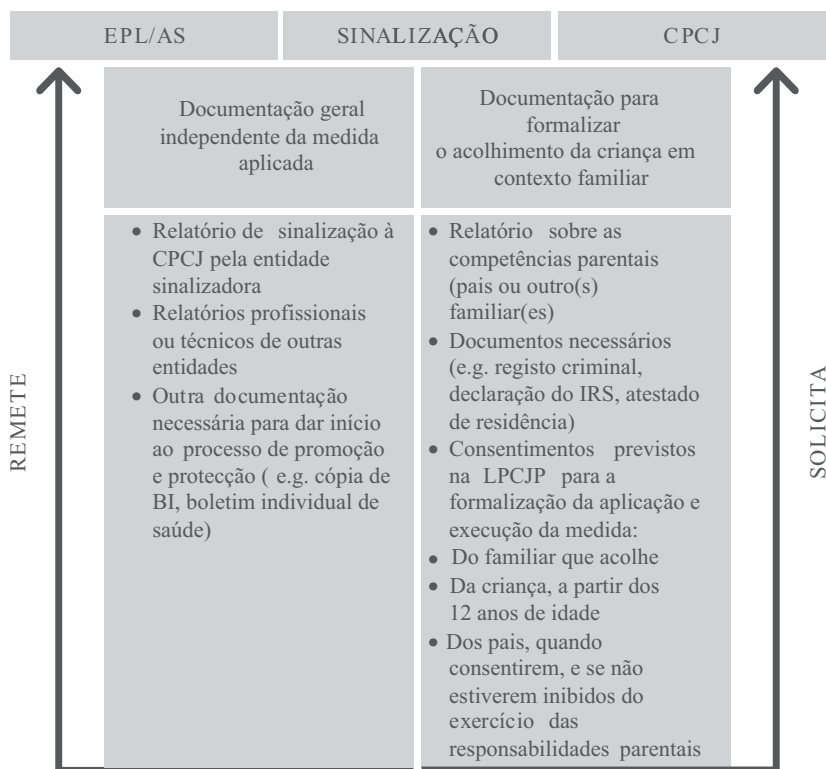 EPL/AS
SINALIZAÇÃO
CPCJ
REMETE
Documentação geral
independente da medida
aplicada
• Relatório de sinalização à
CPCJ pela entidade
sinalizadora
• Relatórios profissionais
ou técnicos de outras
entidades
• Outra documentação
necessária para dar início
ao processo de promoção
e protecção ( e.g. cópia de
BI, boletim individual de
saúde)
Documentação para
formalizar
o acolhimento da criança em
contexto familiar
• Relatório sobre as
competências parentais
(pais ou outro(s)
familiar(es)
• Documentos necessários
(e.g. registo criminal,
declaração do IRS, atestado
de residência)
• Consentimentos previstos
na LPCJP para a
formalização da aplicação e
execução da medida:
• Do familiar que acolhe
• Da criança, a partir dos
12 anos de idade
• Dos pais, quando
consentirem, e se não
estiverem inibidos do
exercício das
responsabilidades parentais
SOLICITA